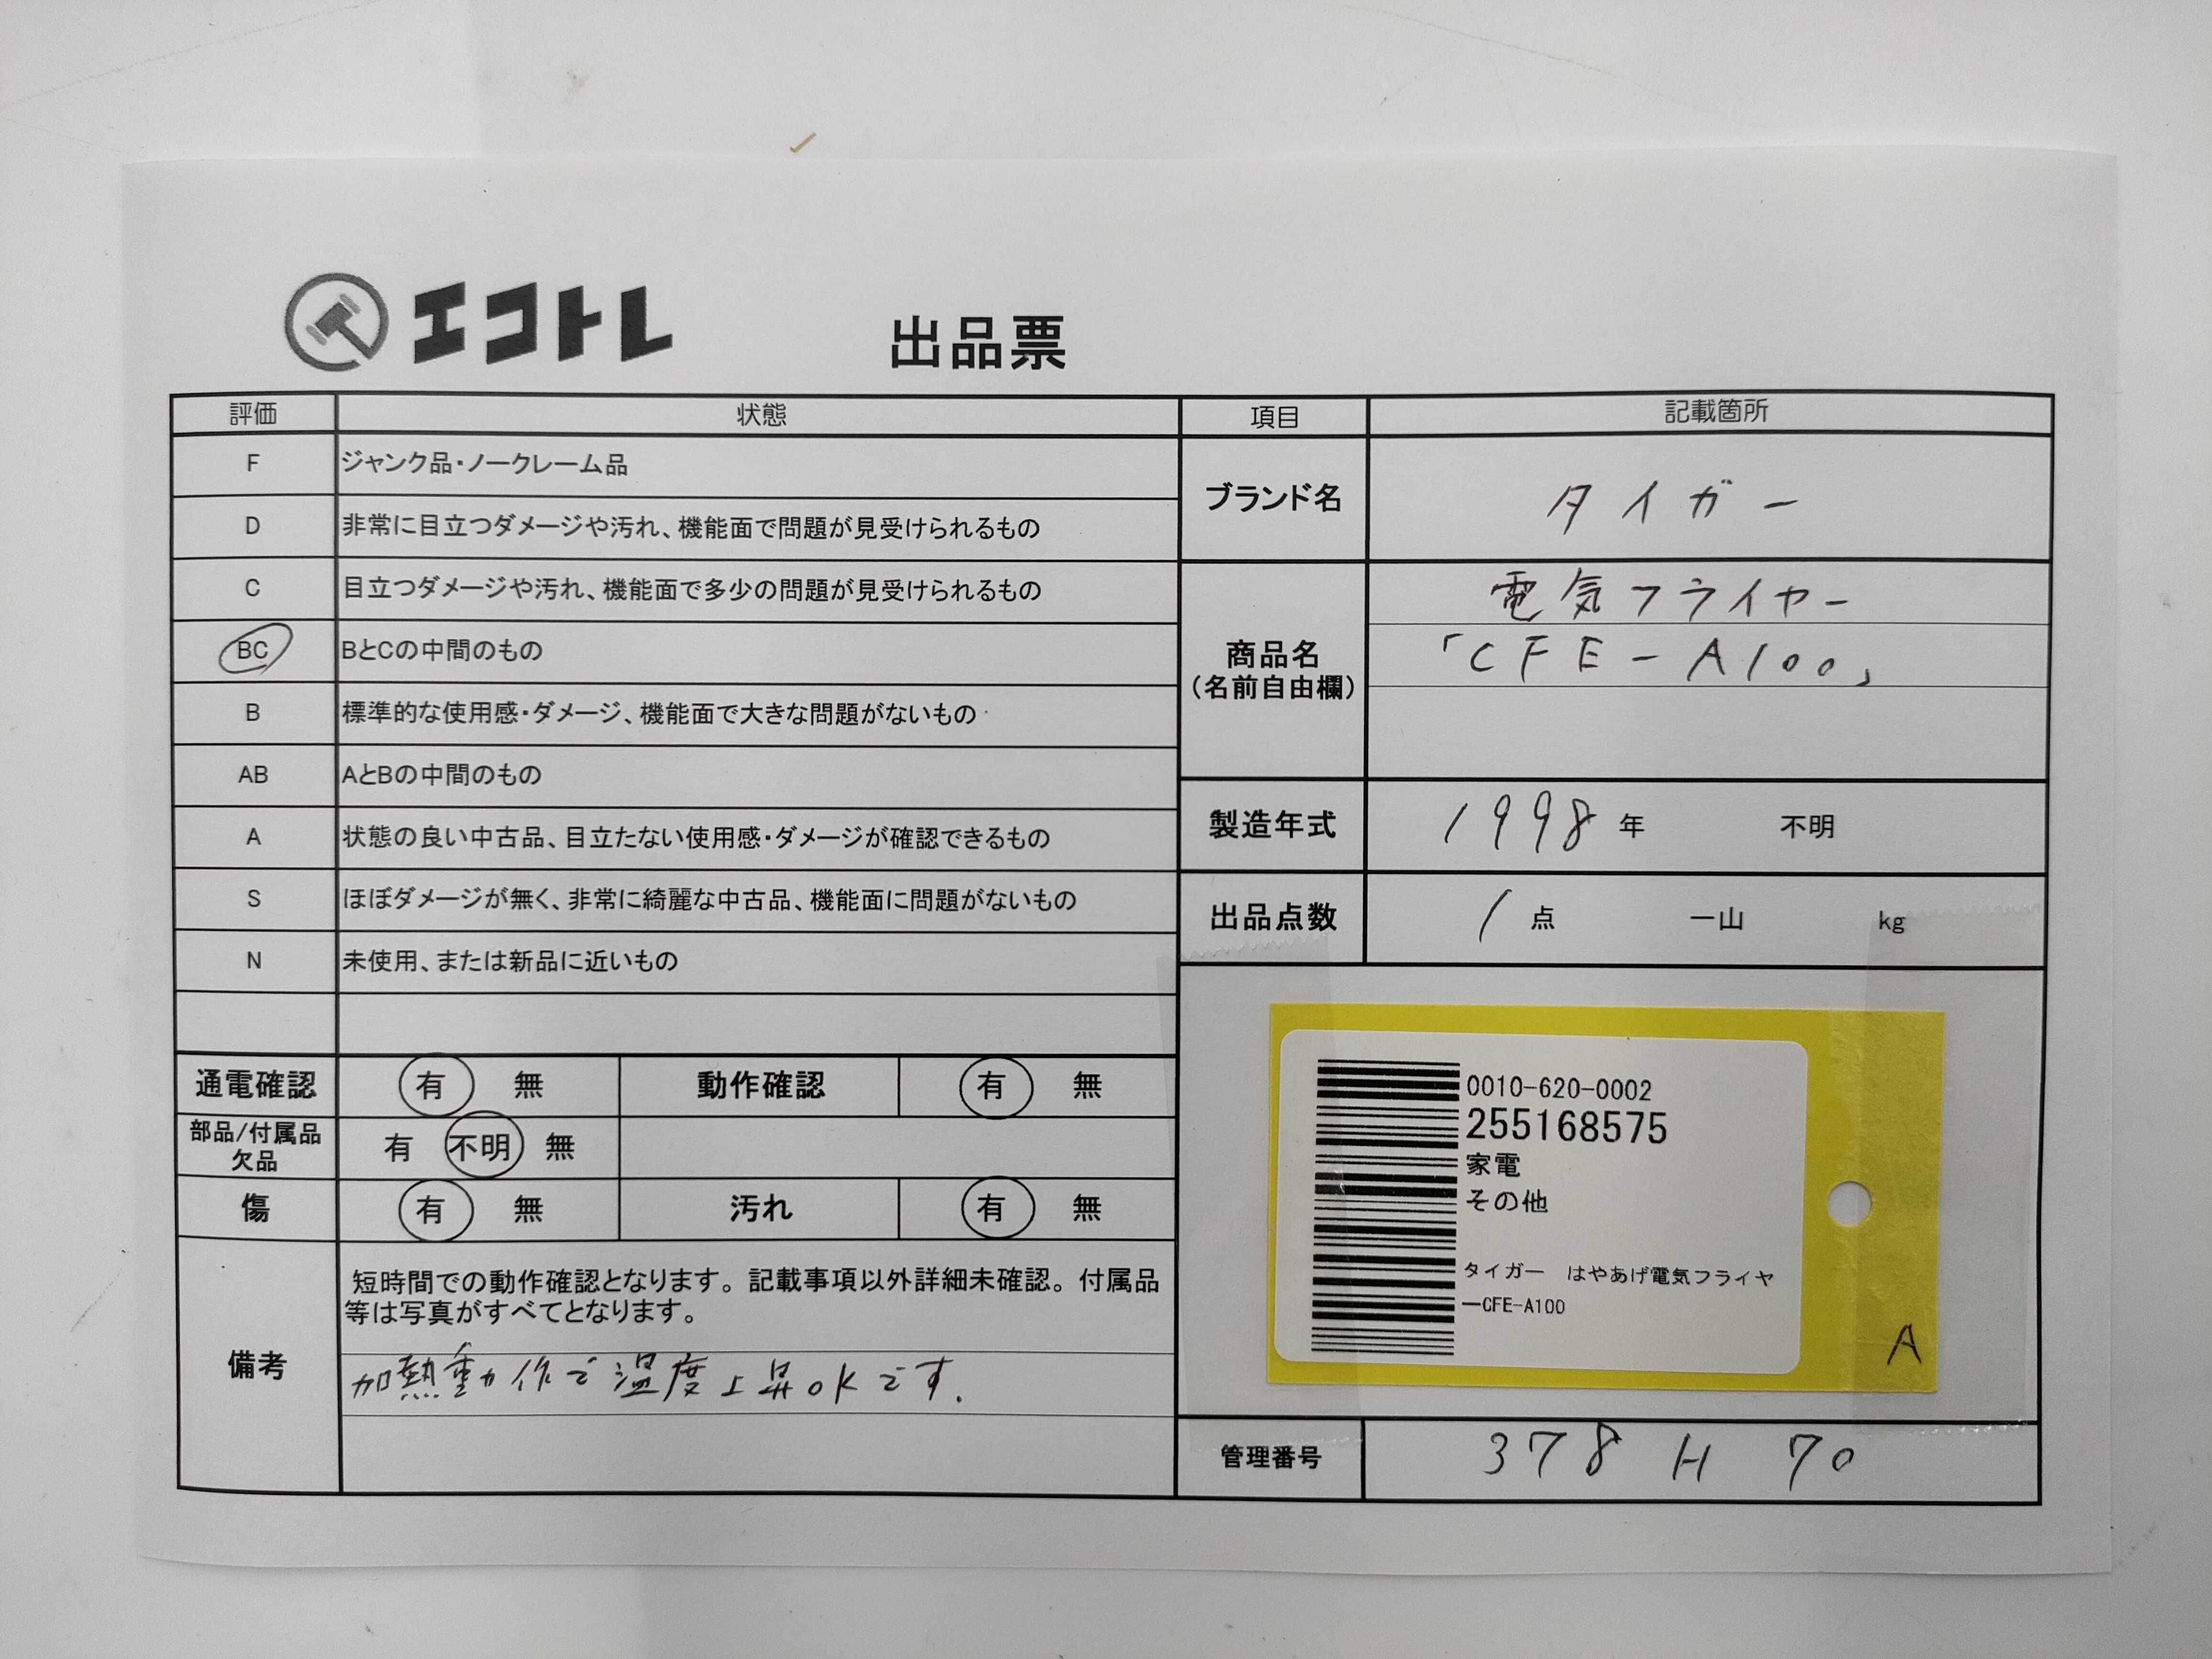 エコトレ
出品票
評価 状態
F ジャンク品・ノークレーム品
D 非常に目立つダメージや汚れ、機能面で問題が見受けられるもの
C 目立つダメージや汚れ、機能面で多少の問題が見受けられるもの
BC BとCの中間のもの
B 標準的な使用感・ダメージ、機能面で大きな問題がないもの
AB AとBの中間のもの
A 状態の良い中古品、目立たない使用感・ダメージが確認できるもの
S ほぼダメージが無く、非常に綺麗な中古品、機能面に問題がないもの
N 未使用、または新品に近いもの
通電確認 有 無 動作確認 有 無
部品/付属品
欠品
有 不明 無
傷 有 無 汚れ 有 無
備考
短時間での動作確認となります。記載事項以外詳細未確認。付属品
等は写真がすべてとなります。
加熱動作で温度上昇OKです.
項目 記載箇所
ブランド名 タイガー
商品名
(名前自由欄)
電気フライヤー
「CFE-A100」
製造年式 1998 年 不明
出品点数 1 点 一山 kg
0010-620-0002
255168575
家電
その他
タイガー はやあげ電気フライヤ
ーCFE-A100
A
管理番号 378 H 70